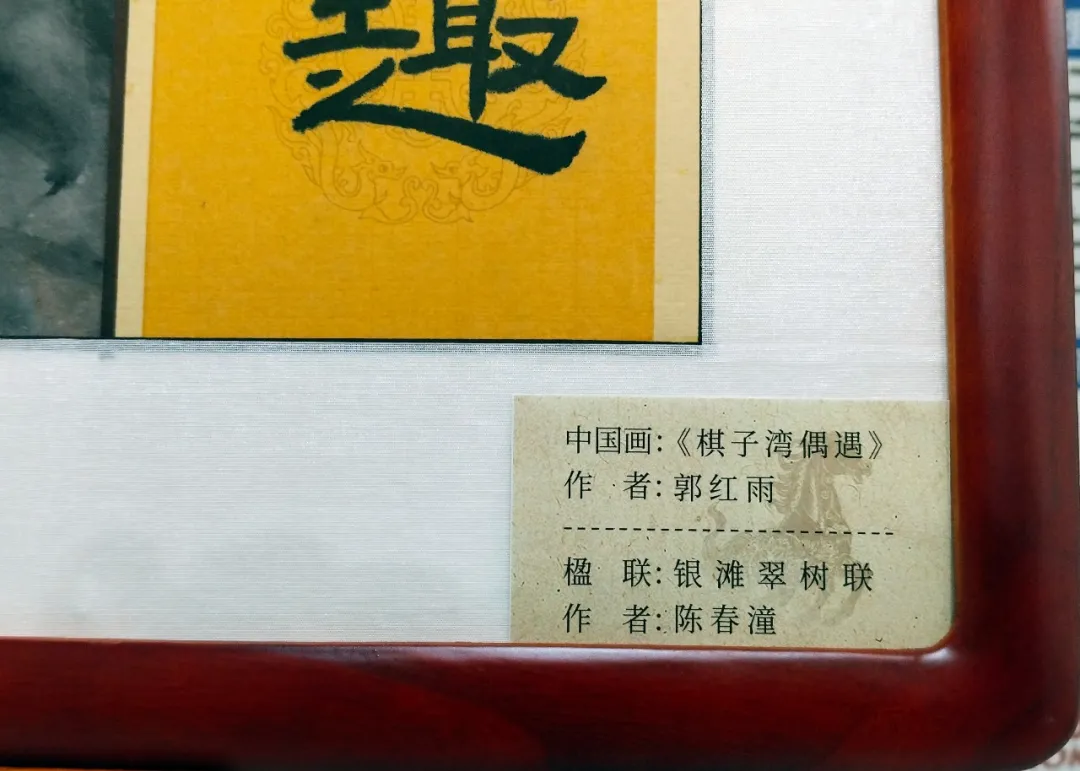 趣
中国画:《棋子湾偶遇》
作 者:郭红雨
楹 联:银滩翠树联
作 者:陈春潼